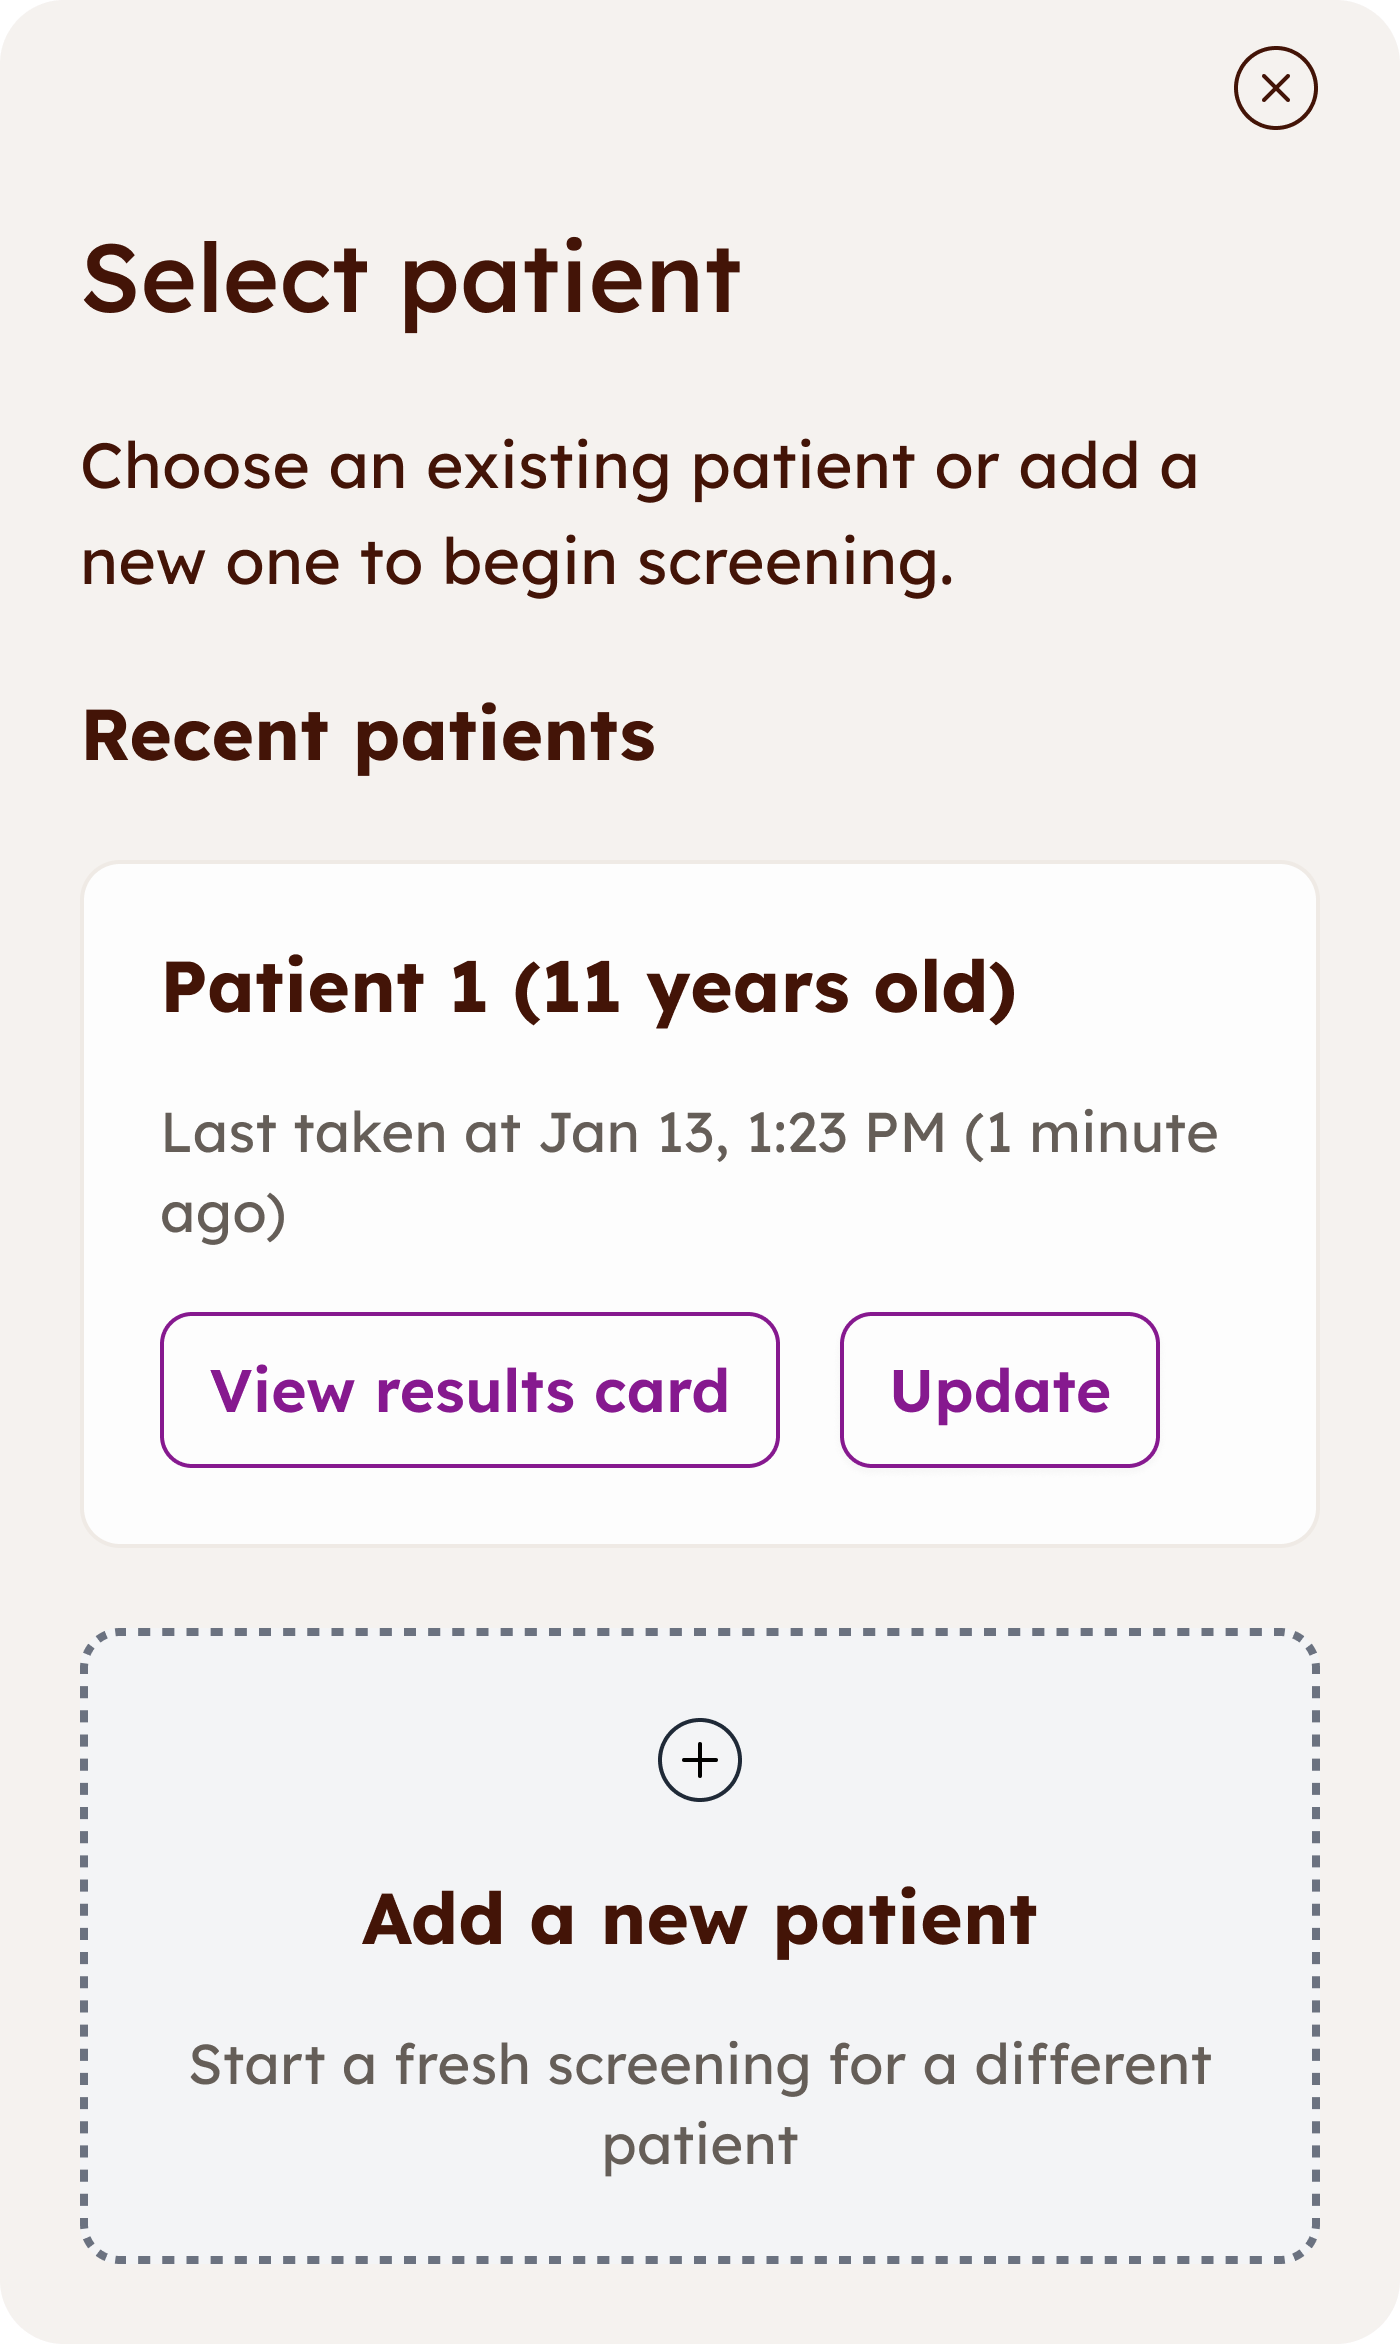 Select patient
Choose an existing patient or add a
new one to begin screening.
Recent patients
Patient 1 (11 years old)
Last taken at Jan 13, 1:23 PM (1 minute
ago)
View results card
Update
Add a new patient
Start a fresh screening for a different
patient